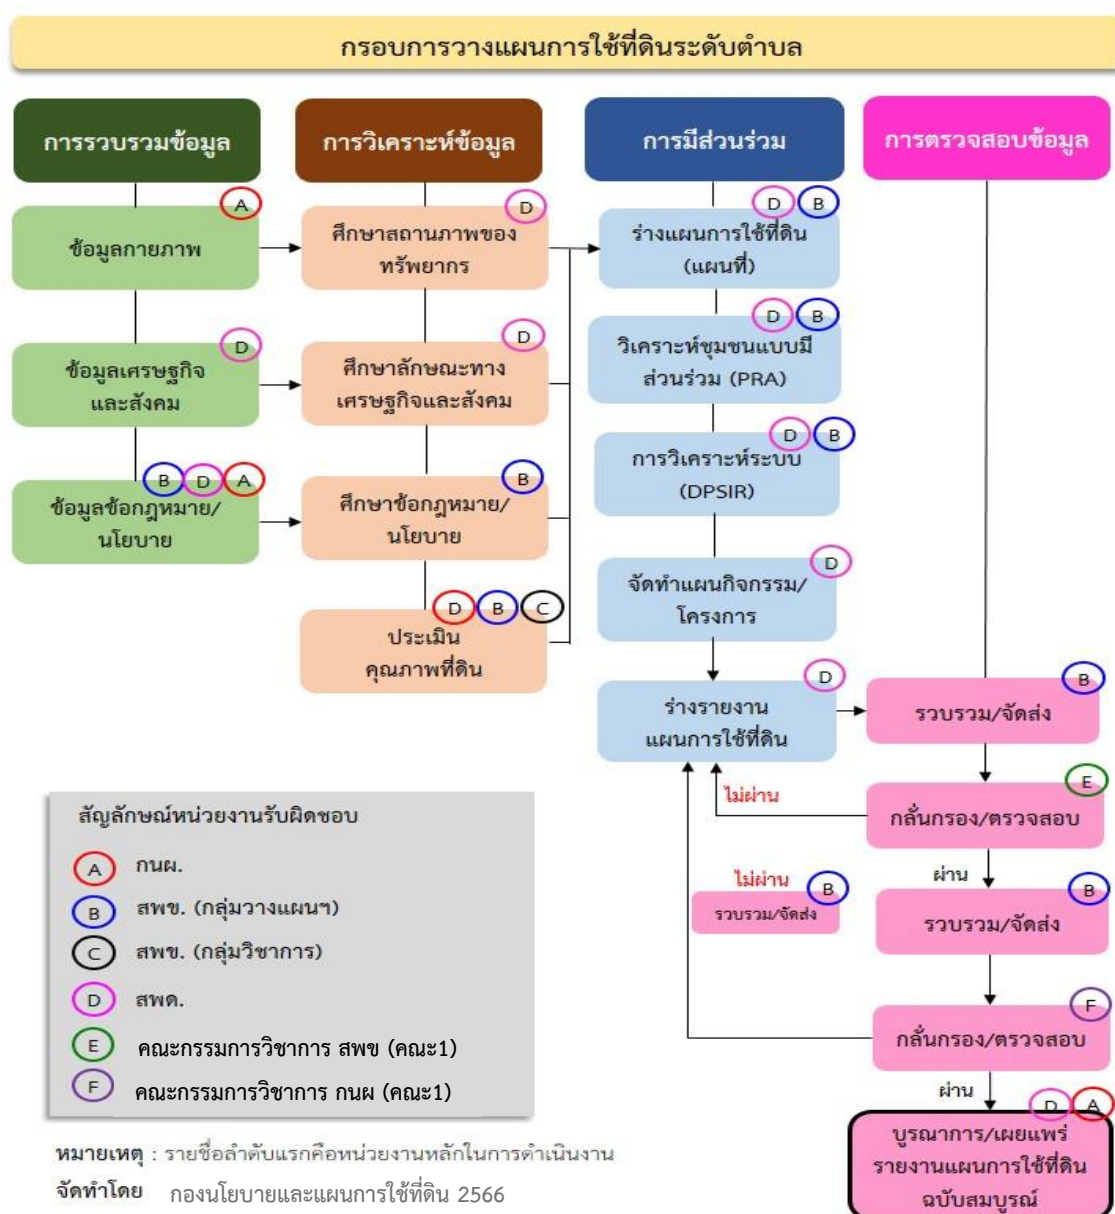 กรอบการวางแผนการใช้ที่ดินระดับตำบล
การรวบรวมข้อมูล
A
ข้อมูลกายภาพ
D
ข้อมูลเศรษฐกิจ
และสังคม
B D A
ข้อมูลข้อกฎหมาย/
นโยบาย
การวิเคราะห์ข้อมูล
D
ศึกษาสถานภาพของ
ทรัพยากร
D
ศึกษาลักษณะทาง
เศรษฐกิจและสังคม
B
ศึกษาข้อกฎหมาย/
นโยบาย
D B C
ประเมิน
คุณภาพที่ดิน
การมีส่วนร่วม
D B
ร่างแผนการใช้ที่ดิน
(แผนที่)
D B
วิเคราะห์ชุมชนแบบมี
ส่วนร่วม (PRA)
D B
การวิเคราะห์ระบบ
(DPSIR)
D
จัดทำแผนกิจกรรม/
โครงการ
D
ร่างรายงาน
แผนการใช้ที่ดิน
การตรวจสอบข้อมูล
B
รวบรวม/จัดส่ง
E
ไม่ผ่าน
กลั่นกรอง/ตรวจสอบ
ผ่าน
ไม่ผ่าน
B
รวบรวม/จัดส่ง
B
รวบรวม/จัดส่ง
F
กลั่นกรอง/ตรวจสอบ
ผ่าน
D A
บูรณาการ/เผยแพร่
รายงานแผนการใช้ที่ดิน
ฉบับสมบูรณ์
สัญลักษณ์หน่วยงานรับผิดชอบ
A กนผ.
B สพข. (กลุ่มวางแผนฯ)
C สพข. (กลุ่มวิชาการ)
D สพด.
E คณะกรรมการวิชาการ สพข (คณะ1)
F คณะกรรมการวิชาการ กนผ (คณะ1)
หมายเหตุ : รายชื่อลำดับแรกคือหน่วยงานหลักในการดำเนินงาน
จัดทำโดย กองนโยบายและแผนการใช้ที่ดิน 2566